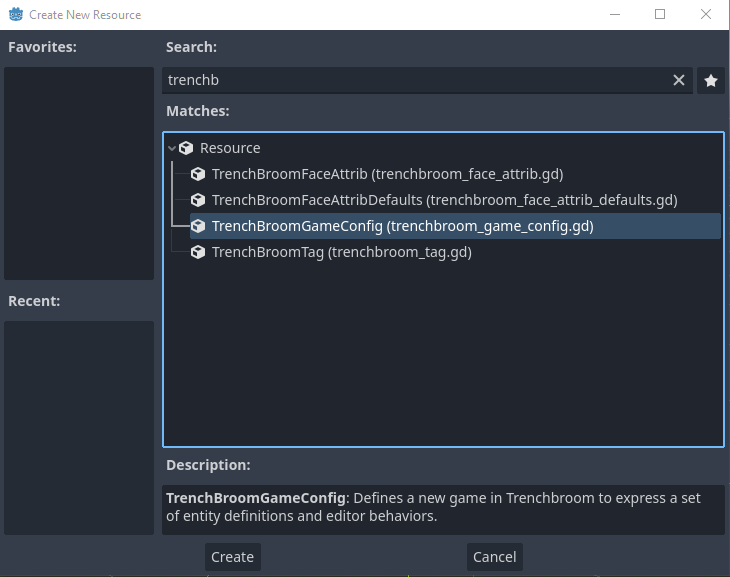 Create New Resource
Favorites:
Search:
trenchb
Matches:
Resource
TrenchBroomFaceAttrib (trenchbroom_face_attrib.gd)
TrenchBroomFaceAttribDefaults (trenchbroom_face_attrib_defaults.gd)
TrenchBroomGameConfig (trenchbroom_game_config.gd)
TrenchBroomTag (trenchbroom_tag.gd)
Recent:
Description:
TrenchBroomGameConfig: Defines a new game in Trenchbroom to express a set
of entity definitions and editor behaviors.
Create
Cancel